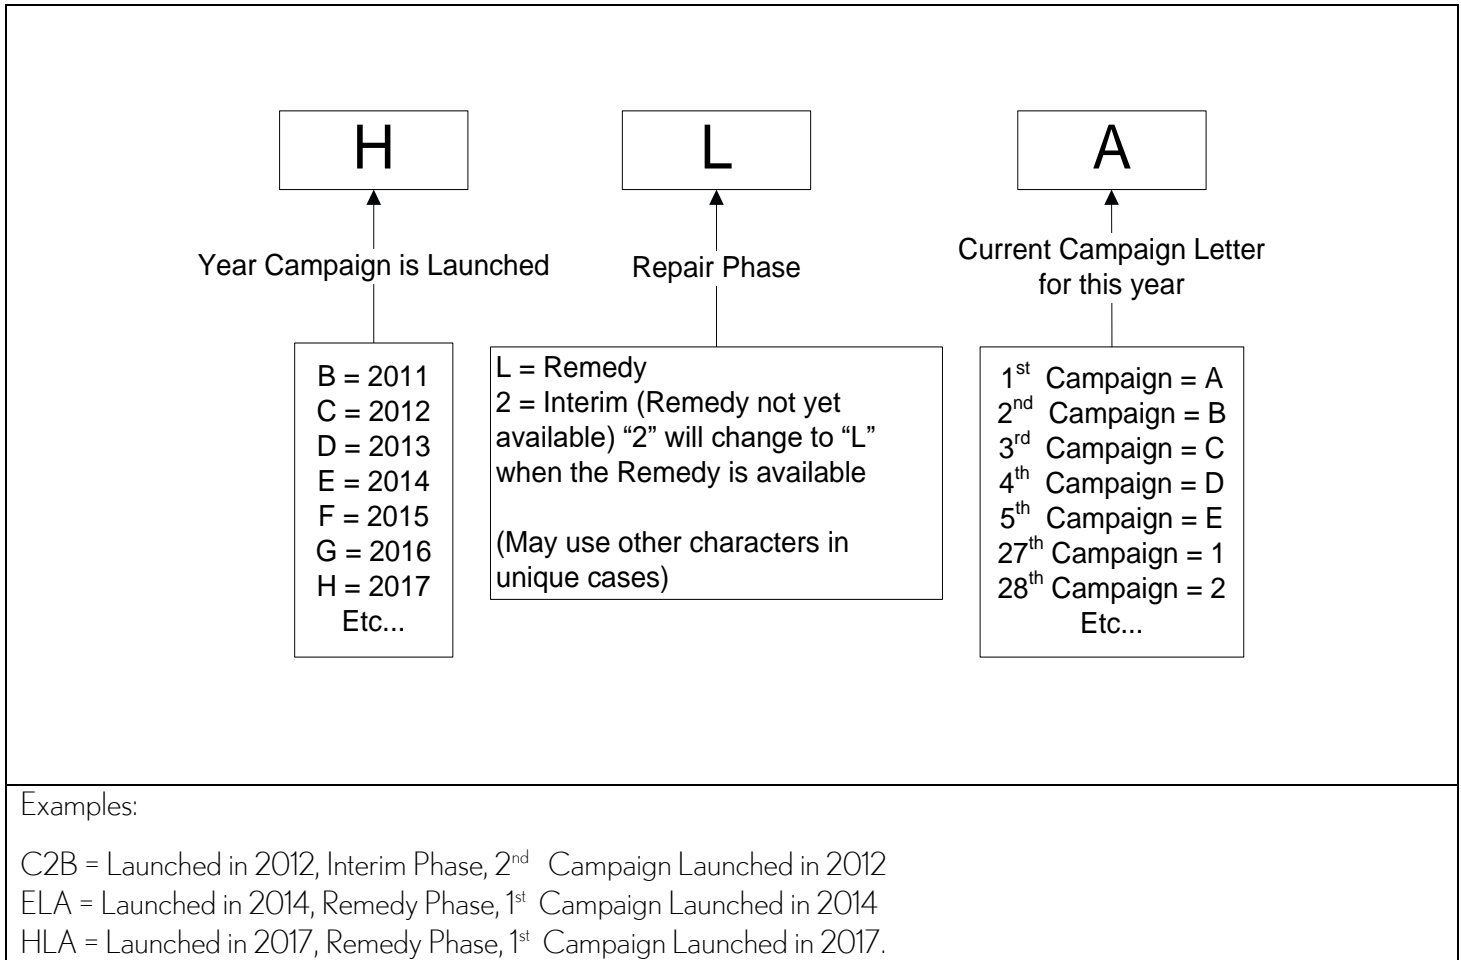 H
L
A
Year Campaign is Launched
Repair Phase
Current Campaign Letter
for this year
B = 2011
C = 2012
D = 2013
E = 2014
F = 2015
G = 2016
H = 2017
Etc...
L = Remedy
2 = Interim (Remedy not yet
available) “2” will change to “L”
when the Remedy is available
(May use other characters in
unique cases)
1st Campaign = A
2nd Campaign = B
3rd Campaign = C
4th Campaign = D
5th Campaign = E
27th Campaign = 1
28th Campaign = 2
Etc...
Examples:
C2B = Launched in 2012, Interim Phase, 2nd Campaign Launched in 2012
ELA = Launched in 2014, Remedy Phase, 1st Campaign Launched in 2014
HLA = Launched in 2017, Remedy Phase, 1st Campaign Launched in 2017.